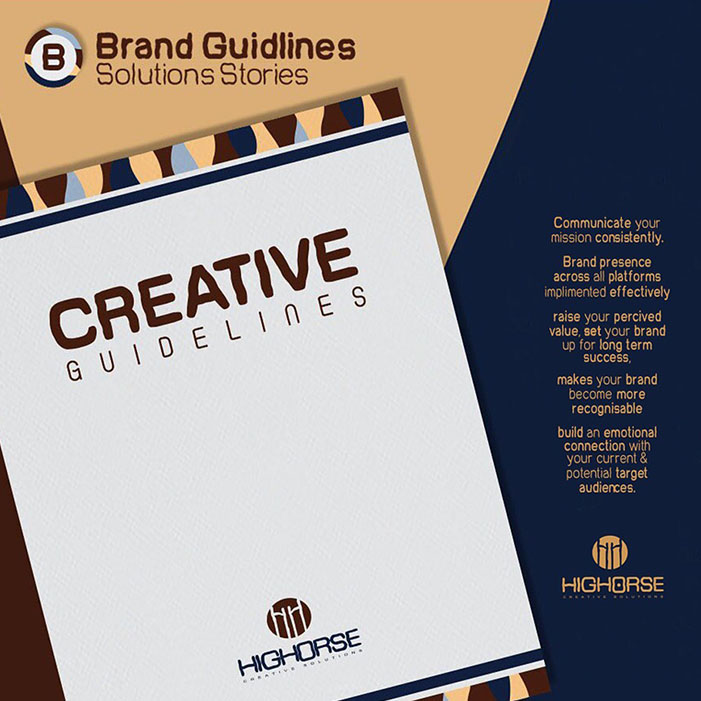 B
Brand Guidlines
Solutions Stories
CREATIVE
GUIDELINES
HIGHORSE
CREATIVE SOLUTIONS
Communicate your
mission consistently.
Brand presence
across all platforms
implimented effectively
raise your percived
value, set your brand
up for long term
success,
makes your brand
become more
recognisable
build an emotional
connection with
your current &
potential target
audiences.
HIGHORSE
CREATIVE SOLUTIONS